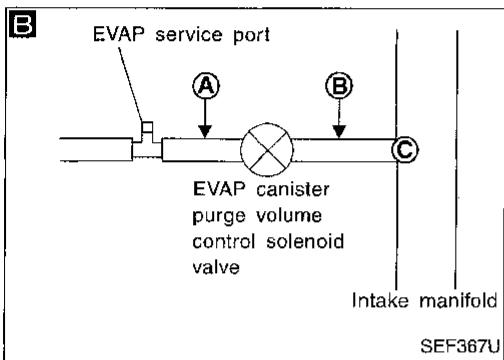 B
EVAP service port
A
B
C
EVAP canister
purge volume
control solenoid
valve
Intake manifold
SEF367U